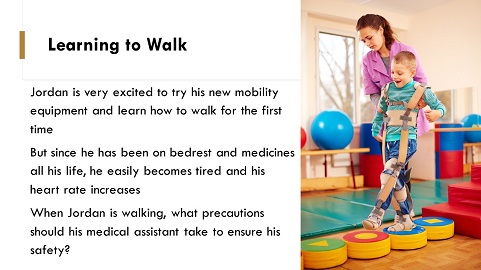 Learning to Walk
Jordan is very excited to try his new mobility
equipment and learn how to walk for the first
time
But since he has been on bedrest and medicines
all his life, he easily becomes tired and his
heart rate increases
When Jordan is walking, what precautions
should his medical assistant take to ensure his
safety?